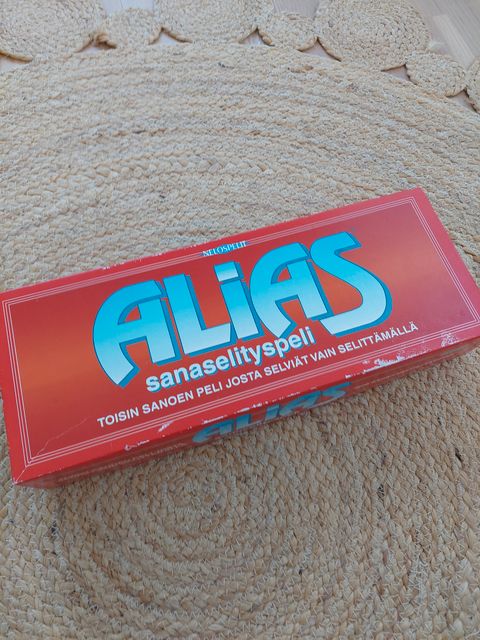 NELOSPELIT
ALiAS
sanaselityspeli
TOISIN SANOEN PELI JOSTA SELVIÄT VAIN SELITTÄMÄLLÄ
ALiAS